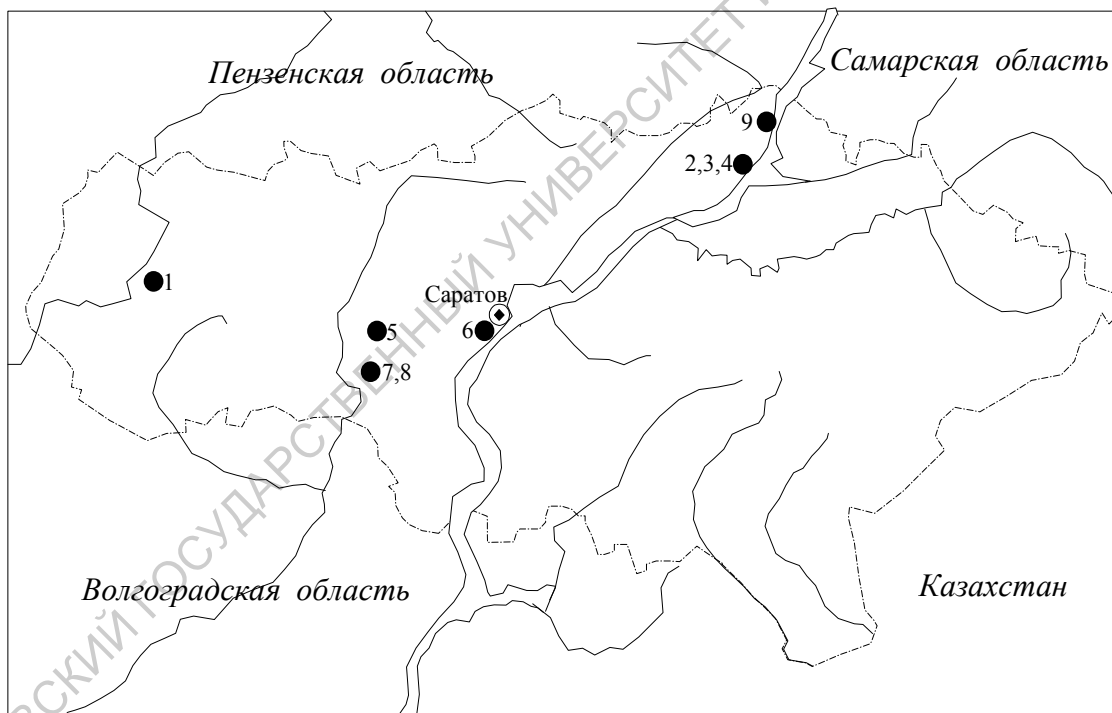 Пензенская область
Самарская область
9
2,3,4
1
Саратов
5
6
7,8
Волгоградская область
Казахстан
ВСКИЙ ГОСУДАРСТВЕННЫЙ УНИВЕРСИТЕТ